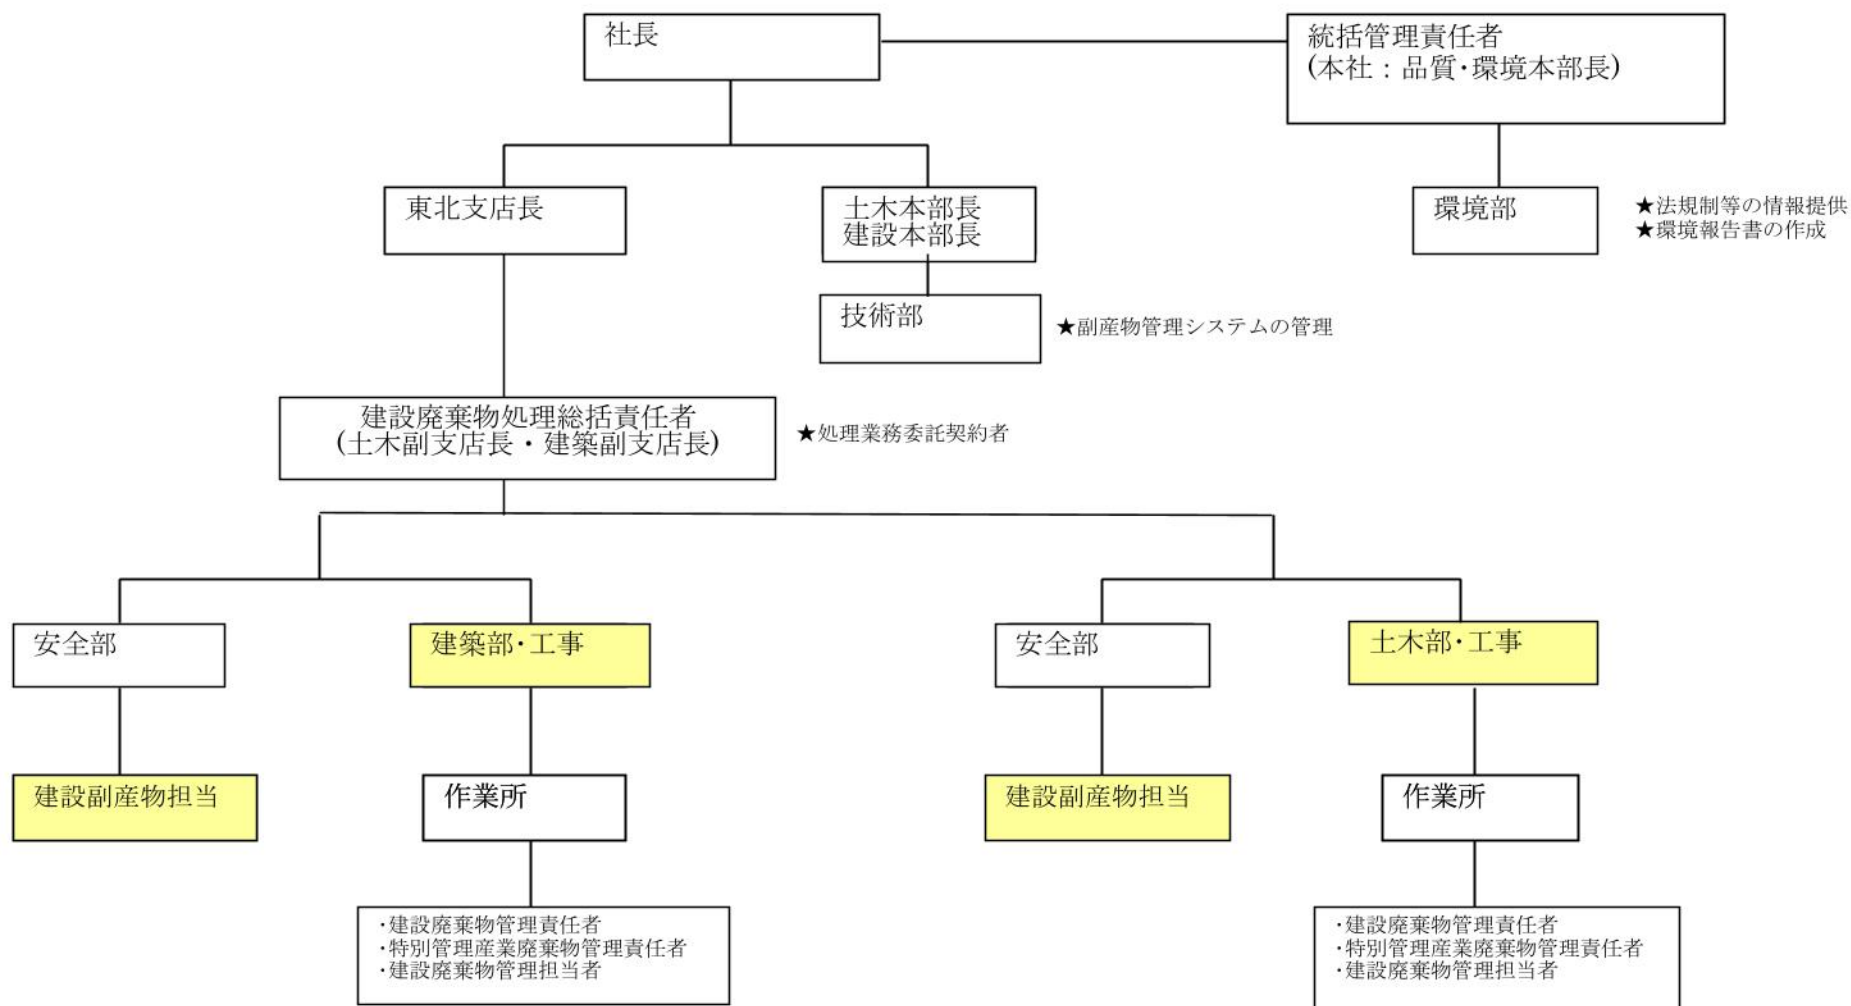 社長
統括管理責任者
(本社：品質･環境本部長)
東北支店長
土木本部長
建設本部長
環境部
★法規制等の情報提供
★環境報告書の作成
技術部
★副産物管理システムの管理
建設廃棄物処理総括責任者
(土木副支店長・建築副支店長)
★処理業務委託契約者
安全部
建築部･工事
安全部
土木部･工事
建設副産物担当
作業所
建設副産物担当
作業所
･建設廃棄物管理責任者
･特別管理産業廃棄物管理責任者
･建設廃棄物管理担当者
･建設廃棄物管理責任者
･特別管理産業廃棄物管理責任者
･建設廃棄物管理担当者